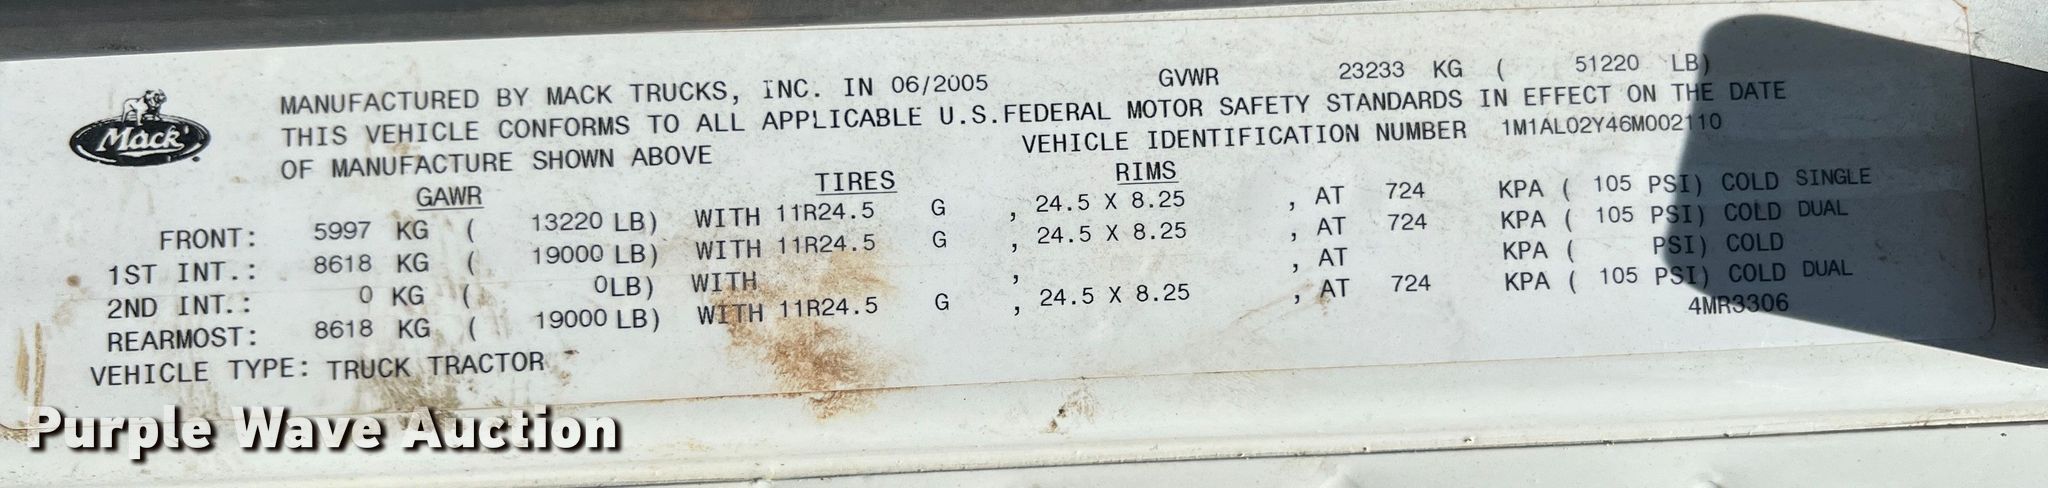 MANUFACTURED BY MACK TRUCKS, INC. IN 06/2005 GVWR 23233 KG ( 51220 LB)
THIS VEHICLE CONFORMS TO ALL APPLICABLE U.S.FEDERAL MOTOR SAFETY STANDARDS IN EFFECT ON THE DATE
OF MANUFACTURE SHOWN ABOVE VEHICLE IDENTIFICATION NUMBER 1M1AL02Y46M002110
Mack
GAWR TIRES RIMS
FRONT: 5997 KG ( 13220 LB) WITH 11R24.5 G , 24.5 X 8.25 , AT 724 KPA ( 105 PSI) COLD SINGLE
1ST INT.: 8618 KG ( 19000 LB) WITH 11R24.5 G , 24.5 X 8.25 , AT 724 KPA ( 105 PSI) COLD DUAL
2ND INT.: 0 KG ( 0LB) WITH , , AT KPA ( PSI) COLD
REARMOST: 8618 KG ( 19000 LB) WITH 11R24.5 G , 24.5 X 8.25 , AT 724 KPA ( 105 PSI) COLD DUAL
VEHICLE TYPE: TRUCK TRACTOR 4MR3306
Purple Wave Auction